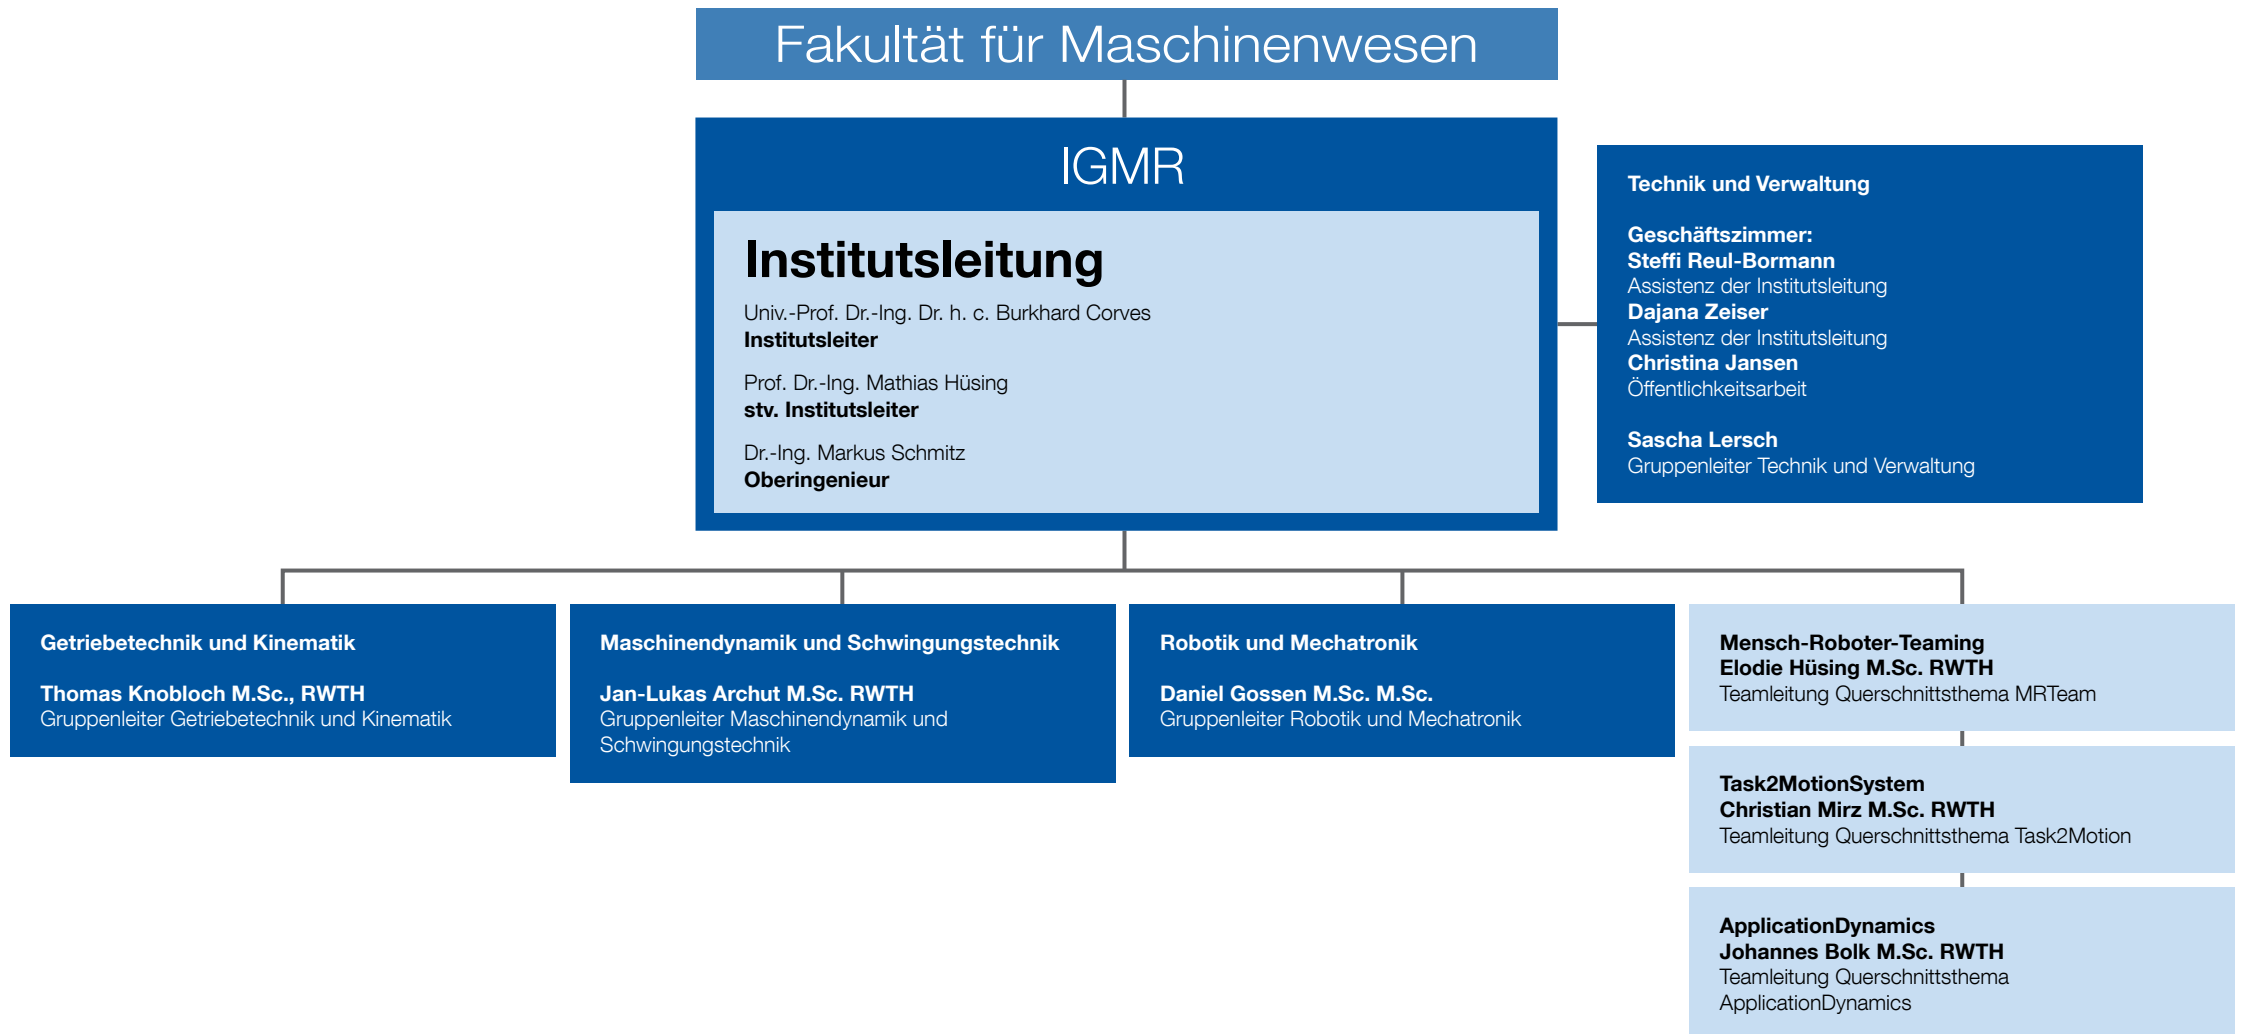 Fakultät für Maschinenwesen
IGMR
Institutsleitung
Univ.-Prof. Dr.-Ing. Dr. h. c. Burkhard Corves
Institutsleiter
Prof. Dr.-Ing. Mathias Hüsing
stv. Institutsleiter
Dr.-Ing. Markus Schmitz
Oberingenieur
Technik und Verwaltung
Geschäftszimmer:
Steffi Reul-Bormann
Assistenz der Institutsleitung
Dajana Zeiser
Assistenz der Institutsleitung
Christina Jansen
Öffentlichkeitsarbeit
Sascha Lersch
Gruppenleiter Technik und Verwaltung
Getriebetechnik und Kinematik
Thomas Knobloch M.Sc., RWTH
Gruppenleiter Getriebetechnik und Kinematik
Maschinendynamik und Schwingungstechnik
Jan-Lukas Archut M.Sc. RWTH
Gruppenleiter Maschinendynamik und
Schwingungstechnik
Robotik und Mechatronik
Daniel Gossen M.Sc. M.Sc.
Gruppenleiter Robotik und Mechatronik
Mensch-Roboter-Teaming
Elodie Hüsing M.Sc. RWTH
Teamleitung Querschnittsthema MRTeam
Task2MotionSystem
Christian Mirz M.Sc. RWTH
Teamleitung Querschnittsthema Task2Motion
ApplicationDynamics
Johannes Bolk M.Sc. RWTH
Teamleitung Querschnittsthema
ApplicationDynamics